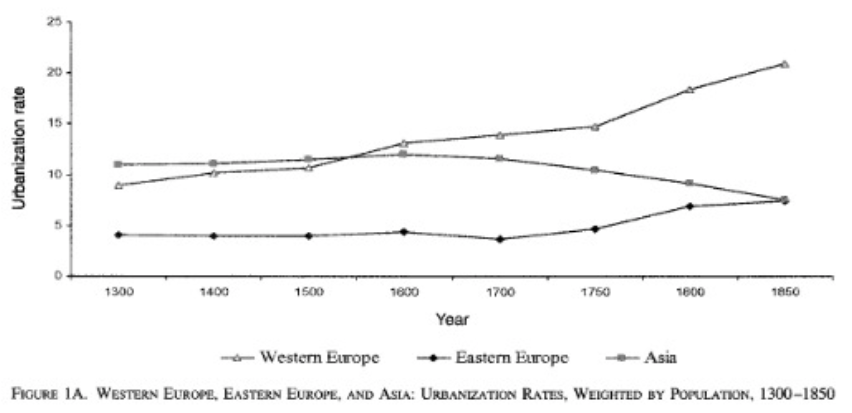 25
20
15
10
5
0
Urbanization rate
1300 1400 1500 1600 1700 1750 1800 1850
Year
Western Europe Eastern Europe Asia
FIGURE 1A. WESTERN EUROPE, EASTERN EUROPE, AND ASIA: URBANIZATION RATES, WEIGHTED BY POPULATION, 1300–1850